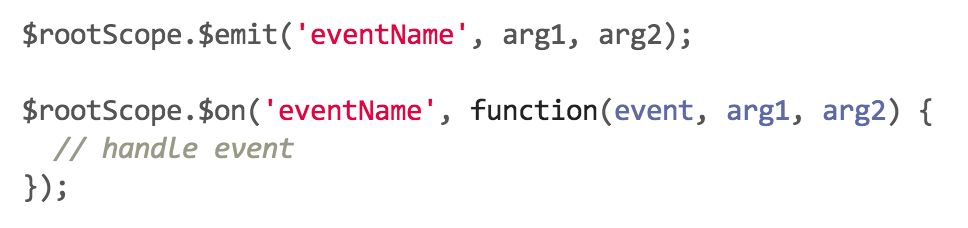 $rootScope.$emit('eventName', arg1, arg2);
$rootScope.$on('eventName', function(event, arg1, arg2) {
  // handle event
});